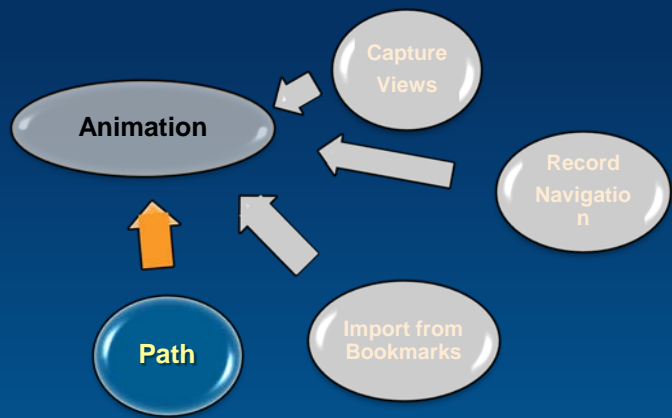 Capture
Views
Animation
Record
Navigatio
n
Import from
Bookmarks
Path